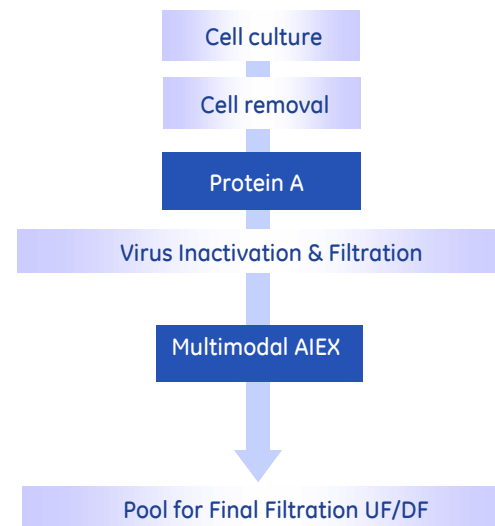 Cell culture
Cell removal
Protein A
Virus Inactivation & Filtration
Multimodal AIEX
Pool for Final Filtration UF/DF